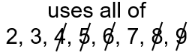 uses all of
2, 3, 4, 5, 6, 7, 8, 9